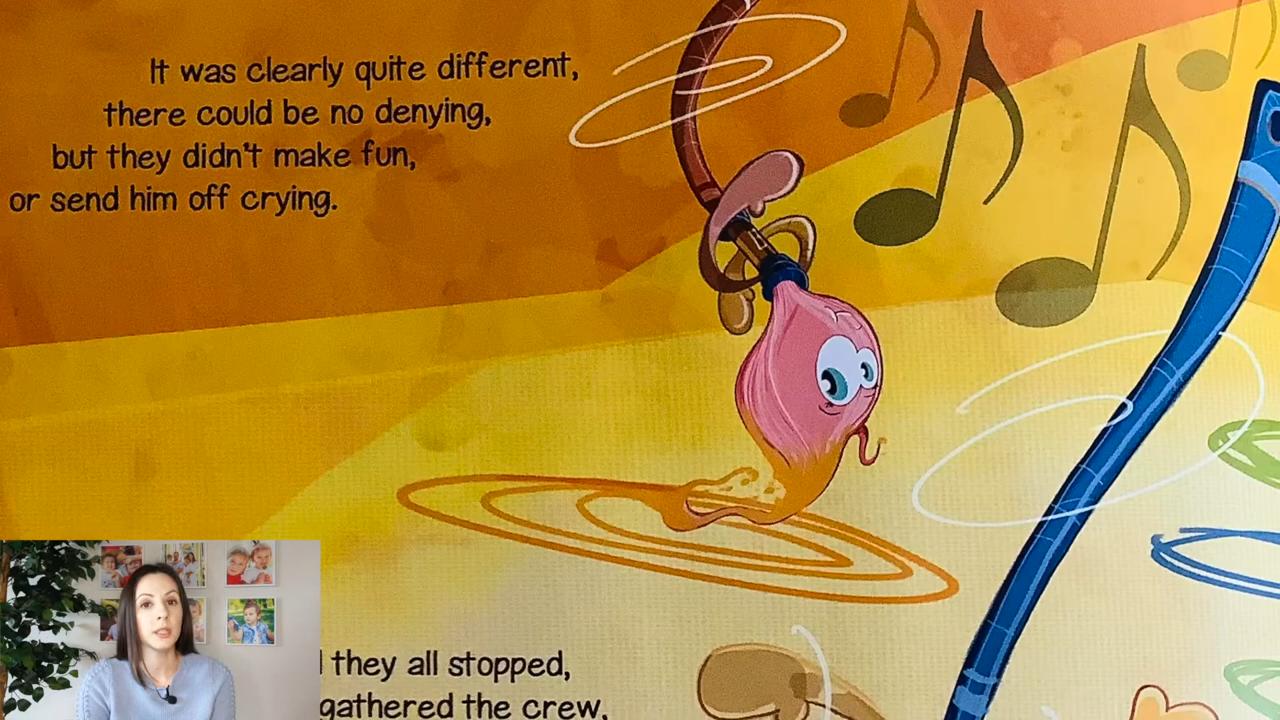 It was clearly quite different,
there could be no denying,
but they didn't make fun,
or send him off crying.
they all stopped,
gathered the crew,